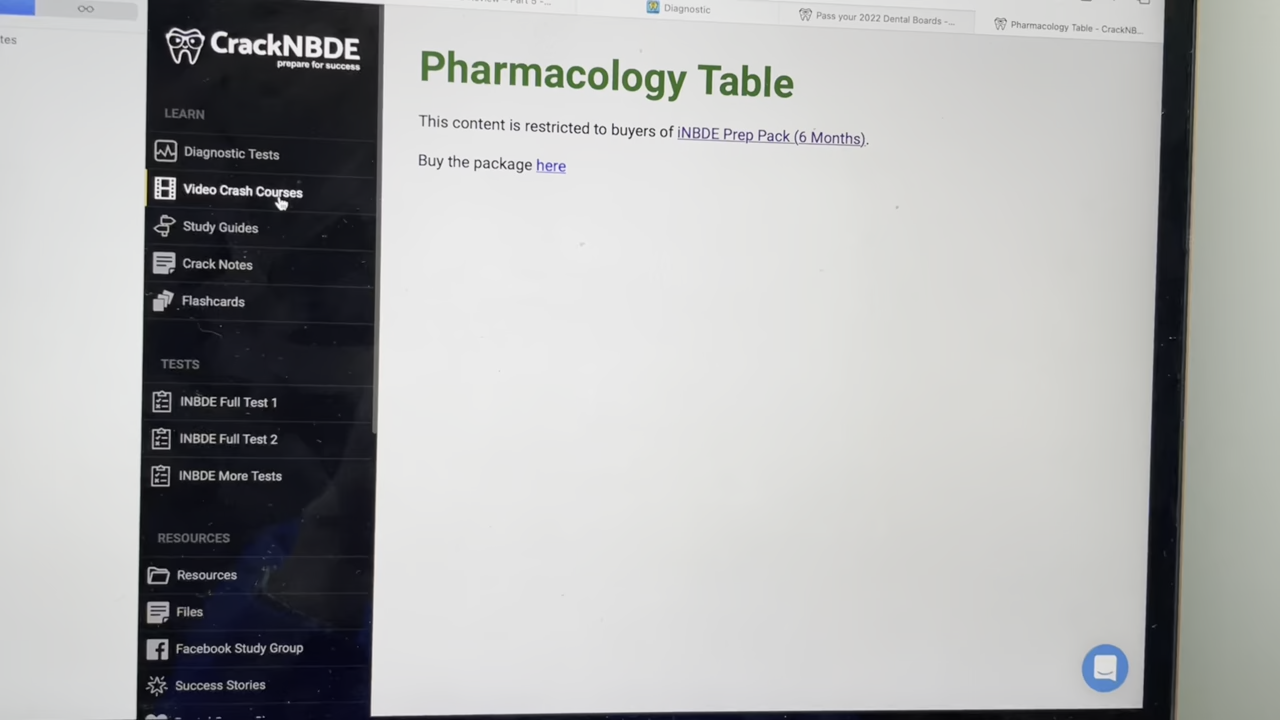 tes
Diagnostic
Pass your 2022 Dental Boards -...
Pharmacology Table - CrackNB...
CrackNBDE
prepare for success
LEARN
Diagnostic Tests
Video Crash Courses
Study Guides
Crack Notes
Flashcards
TESTS
INBDE Full Test 1
INBDE Full Test 2
INBDE More Tests
RESOURCES
Resources
Files
Facebook Study Group
Success Stories
Pharmacology Table
This content is restricted to buyers of iNBDE Prep Pack (6 Months).
Buy the package here